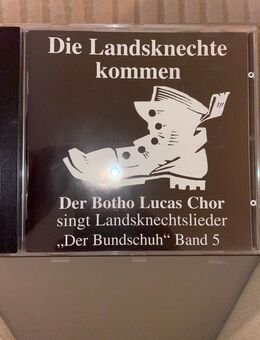 Die Landsknechte
kommen
Der Botho Lucas Chor
singt Landsknechtslieder
„Der Bundschuh“ Band 5